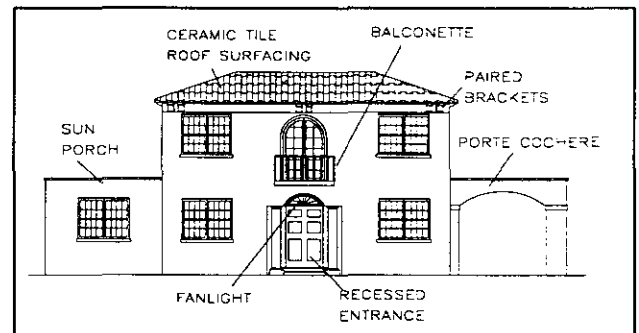 CERAMIC TILE
ROOF SURFACING
BALCONETTE
PAIRED
BRACKETS
SUN
PORCH
PORTE COCHERE
FANLIGHT
RECESSED
ENTRANCE